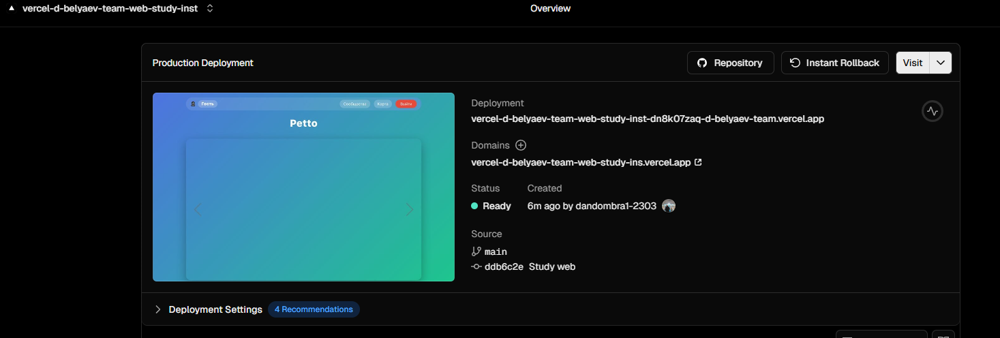 vercel-d-belyaev-team-web-study-inst
Overview
Production Deployment
Repository
Instant Rollback
Visit
Гость
Сообщества
Карта
Выйти
Petto
Deployment
vercel-d-belyaev-team-web-study-inst-dn8k07zaq-d-belyaev-team.vercel.app
Domains
vercel-d-belyaev-team-web-study-ins.vercel.app
Status
Created
Ready
6m ago by dandombra1-2303
Source
main
ddb6c2e Study web
Deployment Settings
4 Recommendations